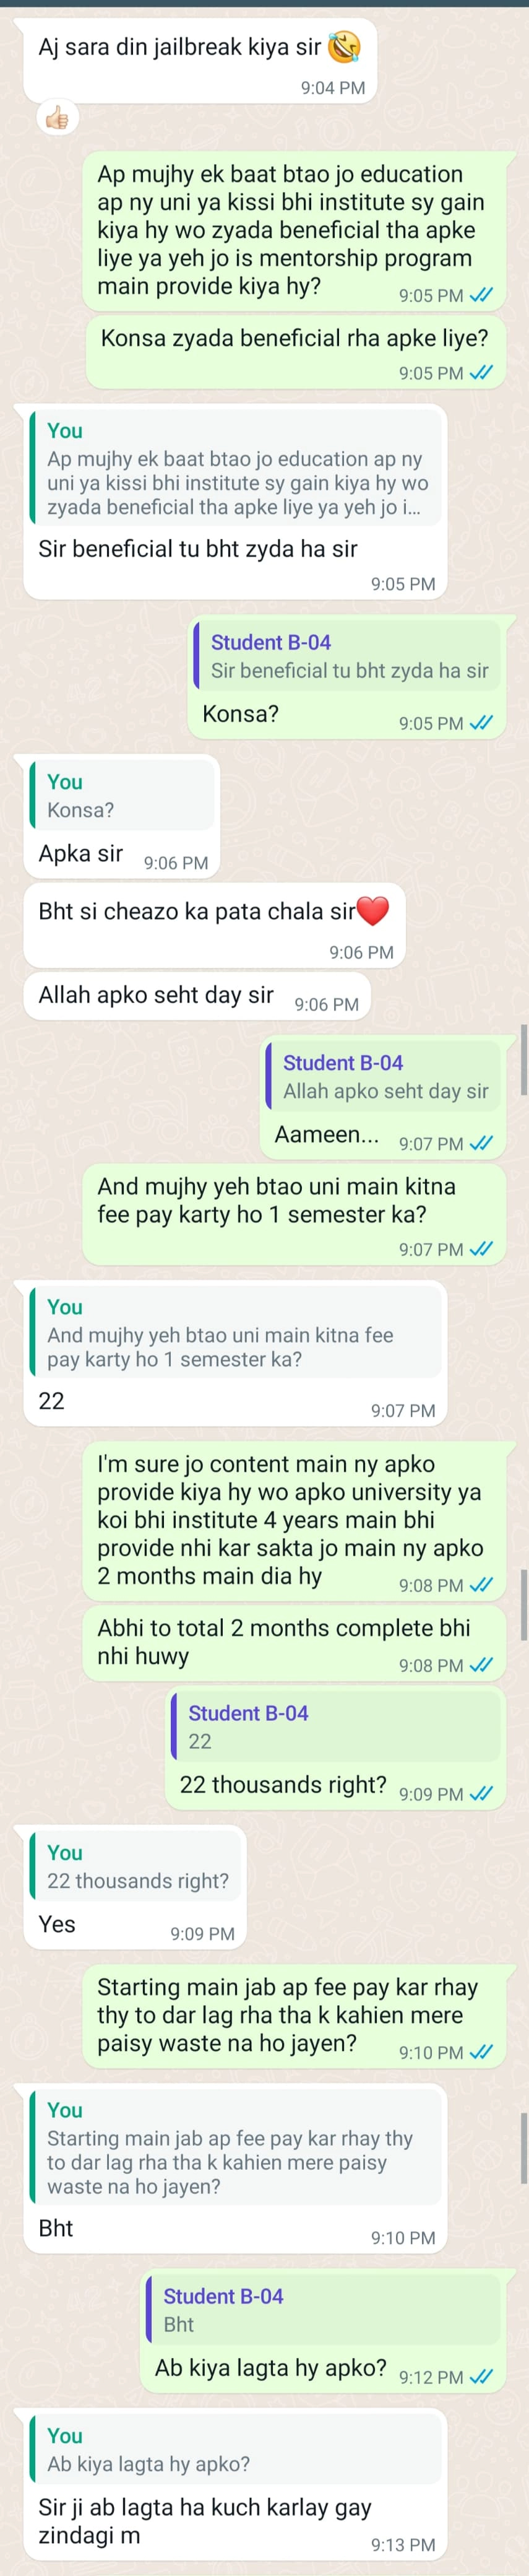 Aj sara din jailbreak kiya sir 🤣
9:04 PM
👍🏻
Ap mujhy ek baat btao jo education
ap ny uni ya kissi bhi institute sy gain
kiya hy wo zyada beneficial tha apke
liye ya yeh jo is mentorship program
main provide kiya hy?
9:05 PM
Konsa zyada beneficial rha apke liye?
9:05 PM
You
Ap mujhy ek baat btao jo education ap ny
uni ya kissi bhi institute sy gain kiya hy wo
zyada beneficial tha apke liye ya yeh jo i...
Sir beneficial tu bht zyda ha sir
9:05 PM
Student B-04
Sir beneficial tu bht zyda ha sir
Konsa?
9:05 PM
You
Konsa?
Apka sir
9:06 PM
Bht si cheazo ka pata chala sir❤️
9:06 PM
Allah apko seht day sir
9:06 PM
Student B-04
Allah apko seht day sir
Aameen...
9:07 PM
And mujhy yeh btao uni main kitna
fee pay karty ho 1 semester ka?
9:07 PM
You
And mujhy yeh btao uni main kitna fee
pay karty ho 1 semester ka?
22
9:07 PM
I'm sure jo content main ny apko
provide kiya hy wo apko university ya
koi bhi institute 4 years main bhi
provide nhi kar sakta jo main ny apko
2 months main dia hy
9:08 PM
Abhi to total 2 months complete bhi
nhi huwy
9:08 PM
Student B-04
22
22 thousands right?
9:09 PM
You
22 thousands right?
Yes
9:09 PM
Starting main jab ap fee pay kar rhay
thy to dar lag rha tha k kahien mere
paisy waste na ho jayen?
9:10 PM
You
Starting main jab ap fee pay kar rhay thy
to dar lag rha tha k kahien mere paisy
waste na ho jayen?
Bht
9:10 PM
Student B-04
Bht
Ab kiya lagta hy apko?
9:12 PM
You
Ab kiya lagta hy apko?
Sir ji ab lagta ha kuch karlay gay
zindagi m
9:13 PM